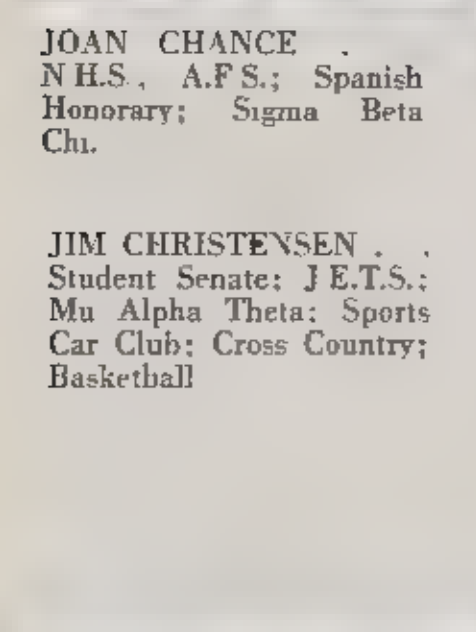 JOAN CHANCE .
N H.S., A.F S.; Spanish
Honorary; Sigma Beta
Chi.
JIM CHRISTENSEN . .
Student Senate; J E.T.S.;
Mu Alpha Theta; Sports
Car Club; Cross Country;
Basketball